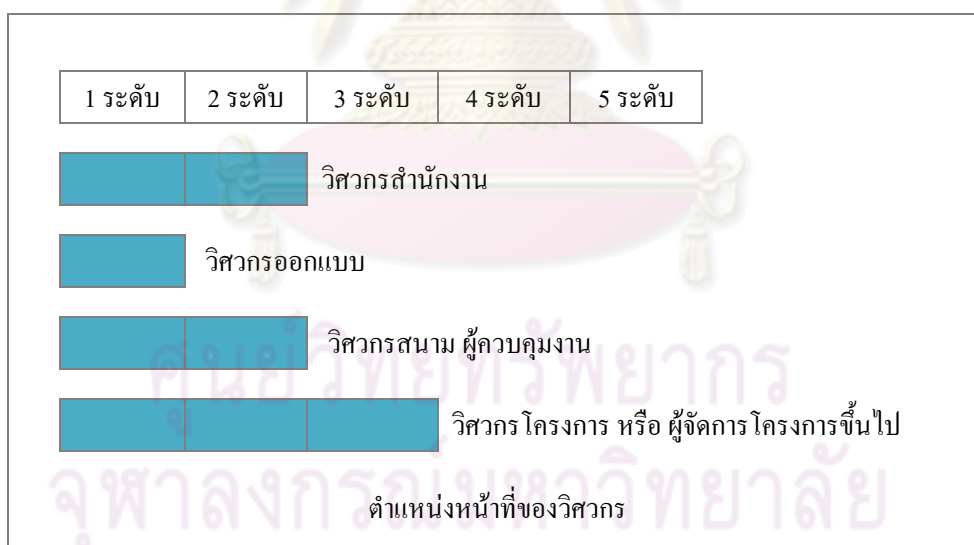 1 ระดับ 2 ระดับ 3 ระดับ 4 ระดับ 5 ระดับ
วิศวกรสำนักงาน
วิศวกรออกแบบ
วิศวกรสนาม ผู้ควบคุมงาน
วิศวกรโครงการ หรือ ผู้จัดการโครงการขึ้นไป
ตำแหน่งหน้าที่ของวิศวกร
ศูนย์วิทยทรัพยากร
จุฬาลงกรณ์มหาวิทยาลัย